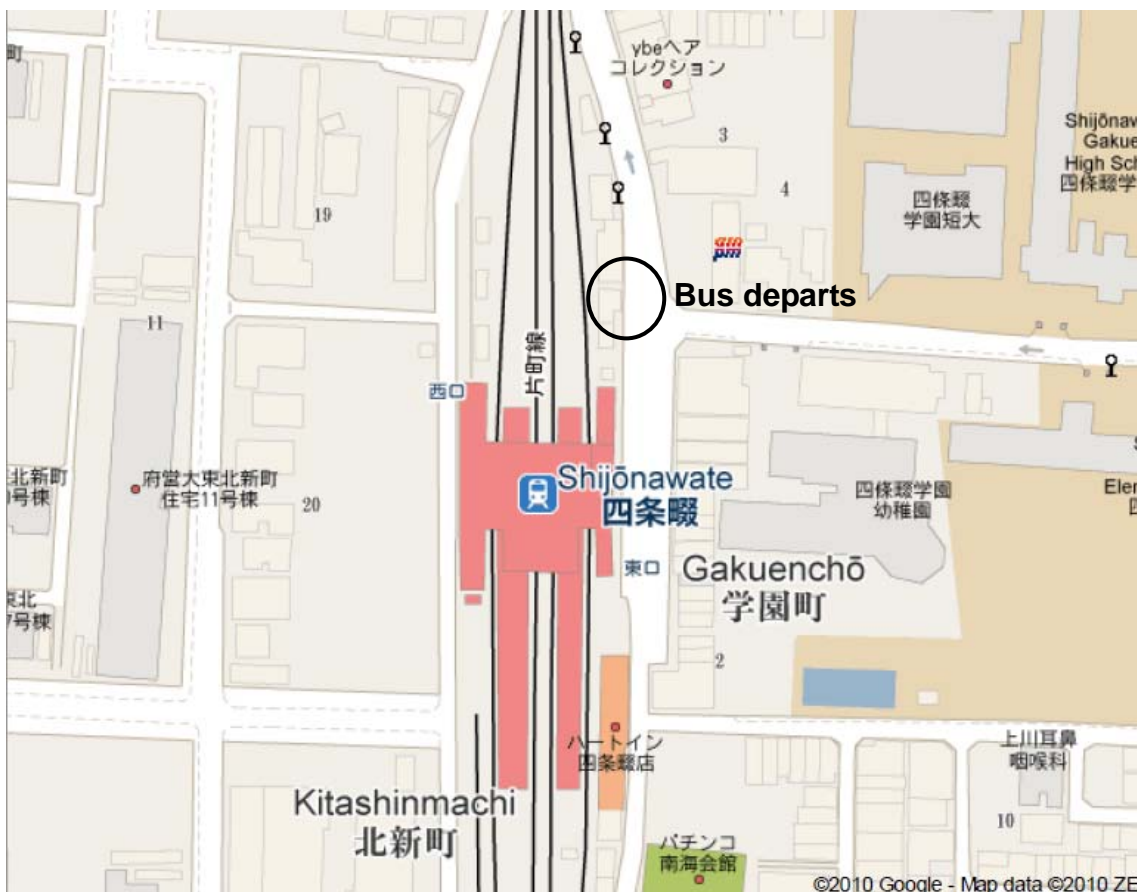 町
ybeヘア
コレクション
3
4
19
四條畷
学園短大
Shijōnaw
Gakue
High Sch
四條畷学
am
pm
Bus departs
11
片町線
西口
北新町
号棟
府営大東北新町
住宅11号棟
20
Shijōnawate
四条畷
四條畷学園
幼稚園
Elem
東口
Gakuenchō
学園町
東北
7号棟
2
ハートイン
四条畷店
上川耳鼻
咽喉科
Kitashinmachi
北新町
パチンコ
南海会館
10
©2010 Google - Map data ©2010 ZE